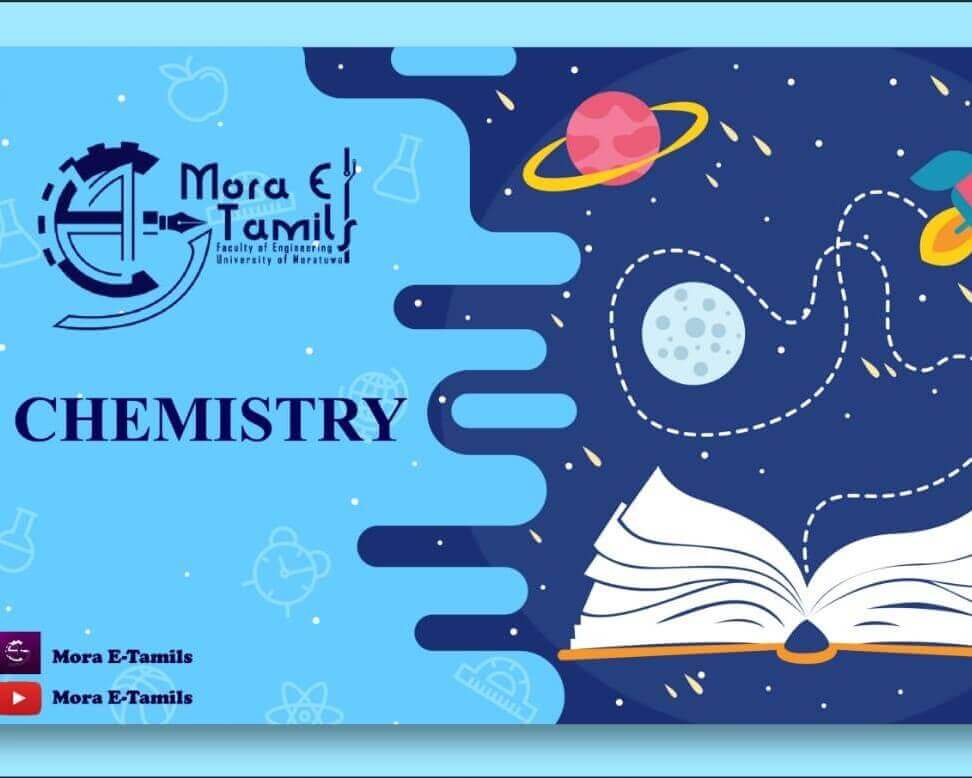 Mora E
Tamils
Faculty of Engineering
University of Moratuwa
CHEMISTRY
Mora E-Tamils
Mora E-Tamils